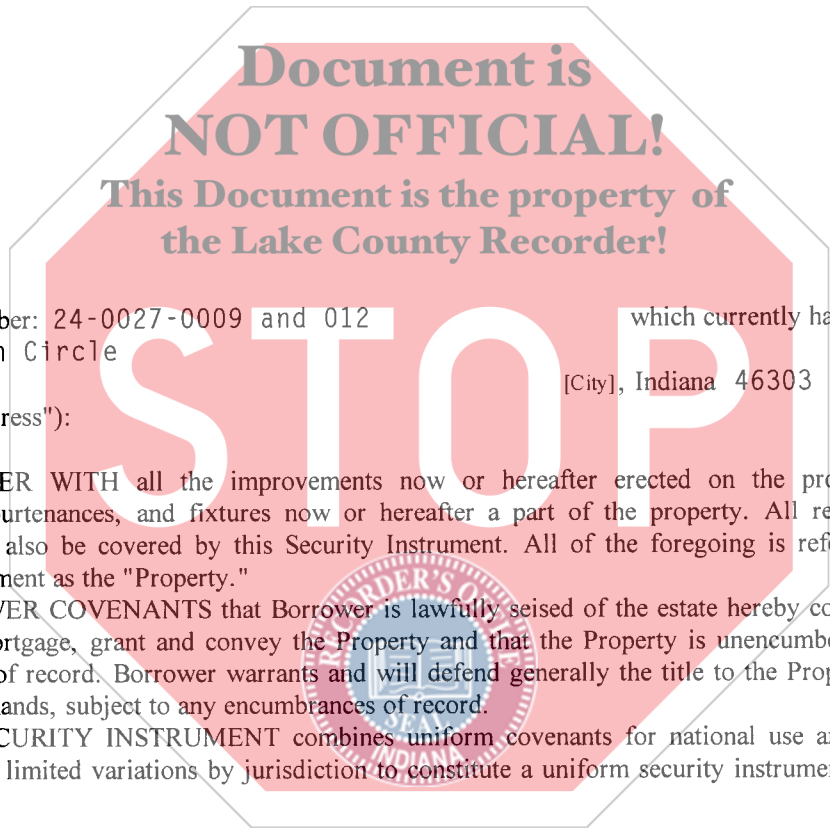 Document is
NOT OFFICIAL!
This Document is the property of
the Lake County Recorder!
STOP
ber: 24-0027-0009 and 012 which currently ha
n Circle
[City], Indiana 46303
ress"):
ER WITH all the improvements now or hereafter erected on the pro
urtenances, and fixtures now or hereafter a part of the property. All re
also be covered by this Security Instrument. All of the foregoing is refe
ment as the "Property."
VER COVENANTS that Borrower is lawfully seised of the estate hereby co
ortgage, grant and convey the Property and that the Property is unencumbe
of record. Borrower warrants and will defend generally the title to the Prop
ands, subject to any encumbrances of record.
CURITY INSTRUMENT combines uniform covenants for national use a
limited variations by jurisdiction to constitute a uniform security instrume
RECORDER'S OFFICE
SEAL
INDIANA